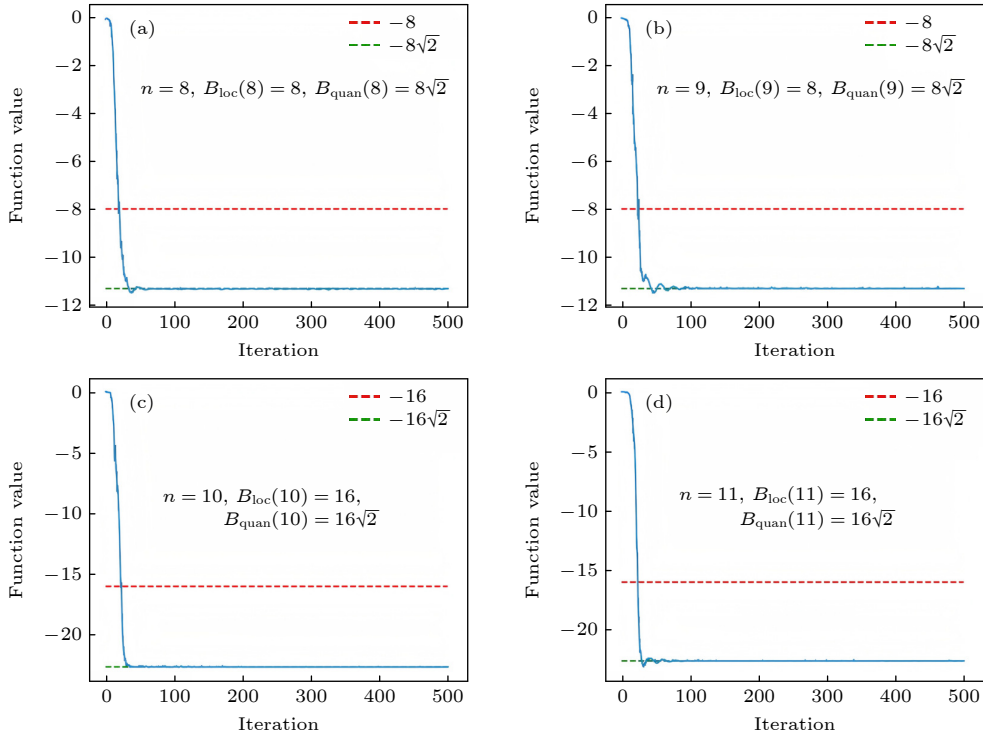 (a)
−8
−8√2
n = 8, B_loc(8) = 8, B_quan(8) = 8√2
0
−2
−4
−6
−8
−10
−12
Function value
0 100 200 300 400 500
Iteration
(b)
−8
−8√2
n = 9, B_loc(9) = 8, B_quan(9) = 8√2
0
−2
−4
−6
−8
−10
−12
Function value
0 100 200 300 400 500
Iteration
(c)
−16
−16√2
n = 10, B_loc(10) = 16,
B_quan(10) = 16√2
0
−5
−10
−15
−20
Function value
0 100 200 300 400 500
Iteration
(d)
−16
−16√2
n = 11, B_loc(11) = 16,
B_quan(11) = 16√2
0
−5
−10
−15
−20
Function value
0 100 200 300 400 500
Iteration